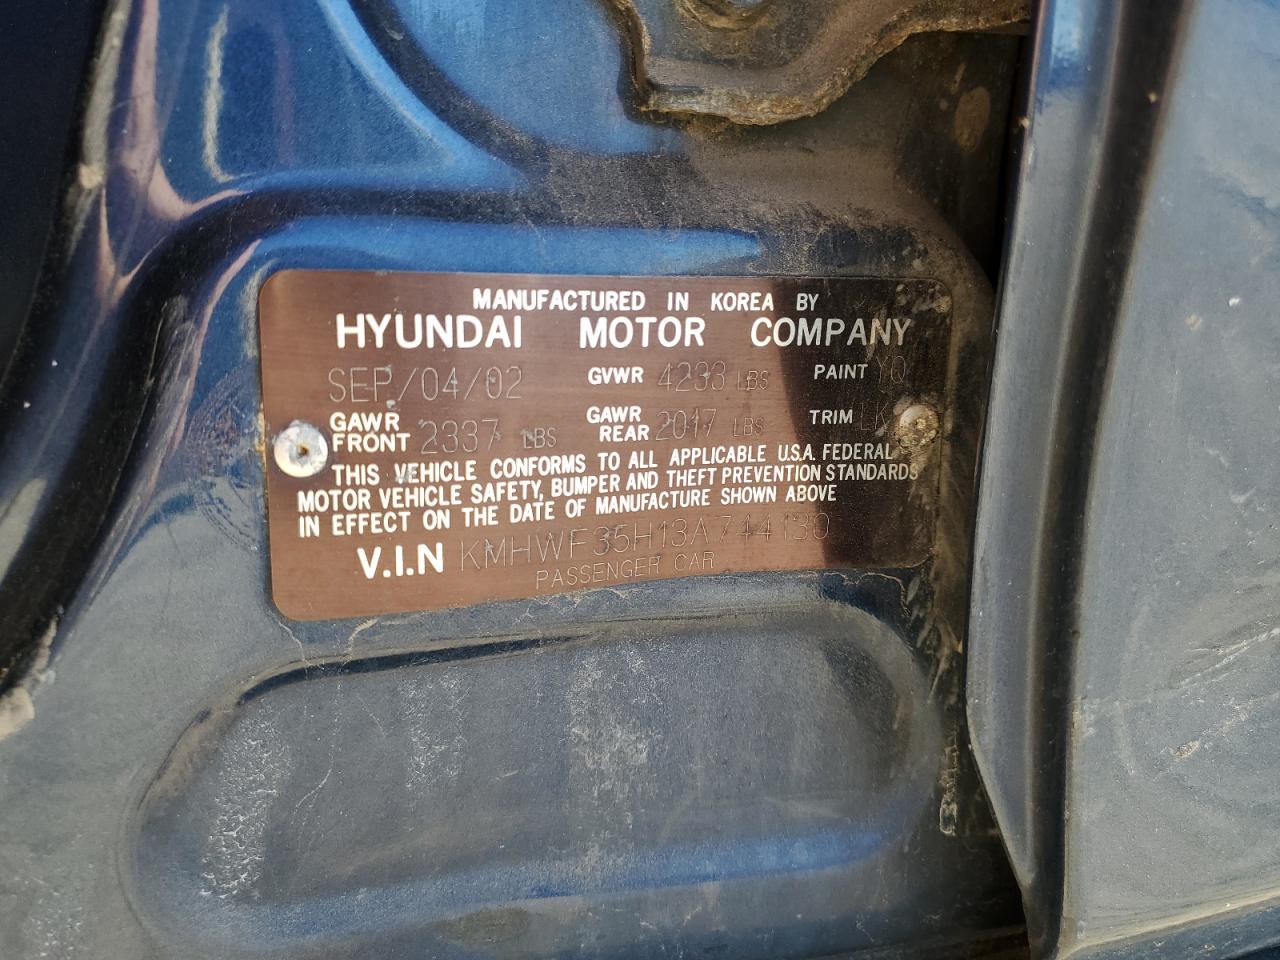 MANUFACTURED IN KOREA BY
HYUNDAI MOTOR COMPANY
SEP/04/02 GVWR 4233 LBS PAINT YQ
GAWR FRONT 2337 LBS GAWR REAR 2017 LBS TRIM LK
THIS VEHICLE CONFORMS TO ALL APPLICABLE U.S.A. FEDERAL
MOTOR VEHICLE SAFETY, BUMPER AND THEFT PREVENTION STANDARDS
IN EFFECT ON THE DATE OF MANUFACTURE SHOWN ABOVE
V.I.N KMHWF35H13A744130
PASSENGER CAR